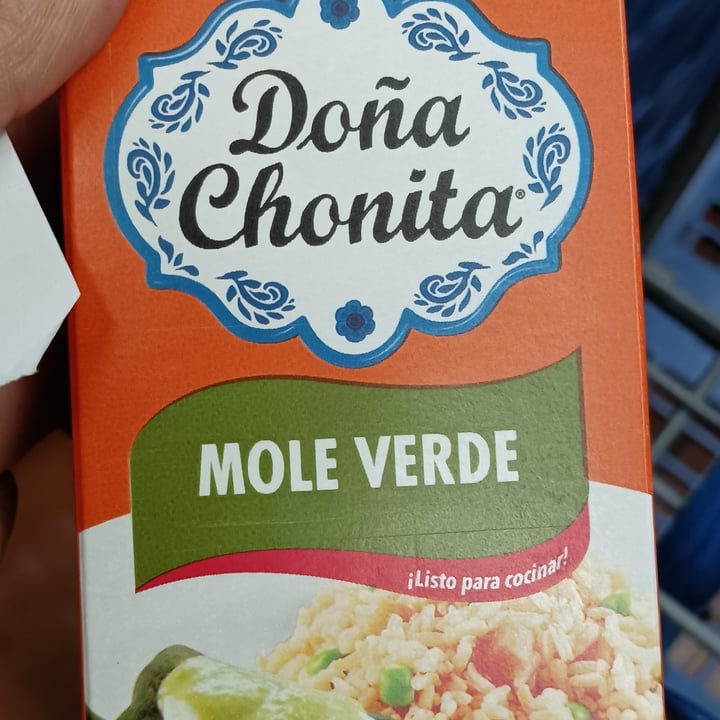 Doña
Chonita®
MOLE VERDE
¡Listo para cocinar!